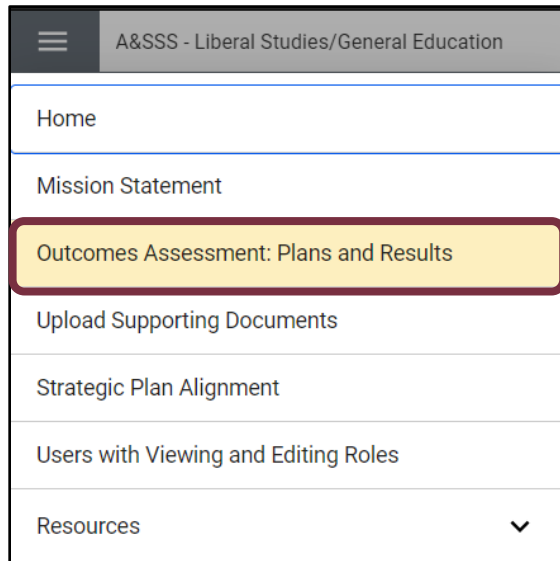 A&SSS - Liberal Studies/General Education
Home
Mission Statement
Outcomes Assessment: Plans and Results
Upload Supporting Documents
Strategic Plan Alignment
Users with Viewing and Editing Roles
Resources